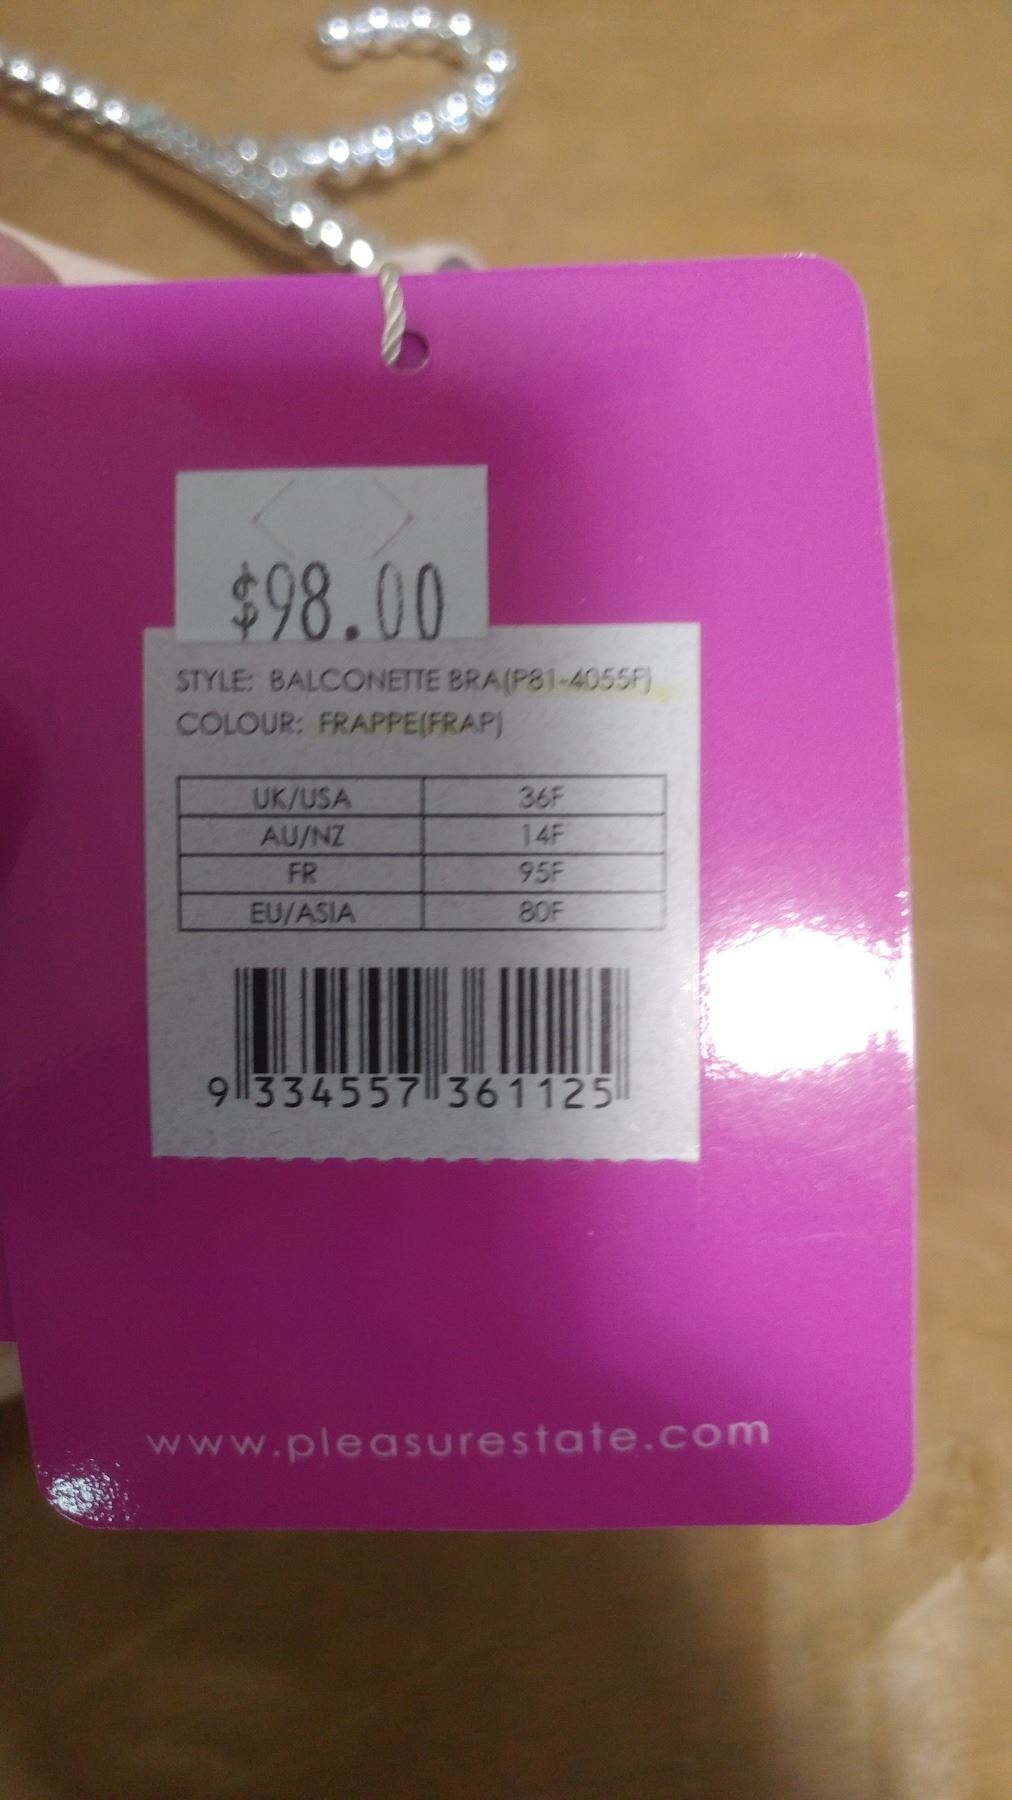 $98.00
STYLE: BALCONETTE BRA(P81-4055F)
COLOUR: FRAPPE(FRAP)
UK/USA 36F
AU/NZ 14F
FR 95F
EU/ASIA 80F
9 334557 361125
www.pleasurestate.com